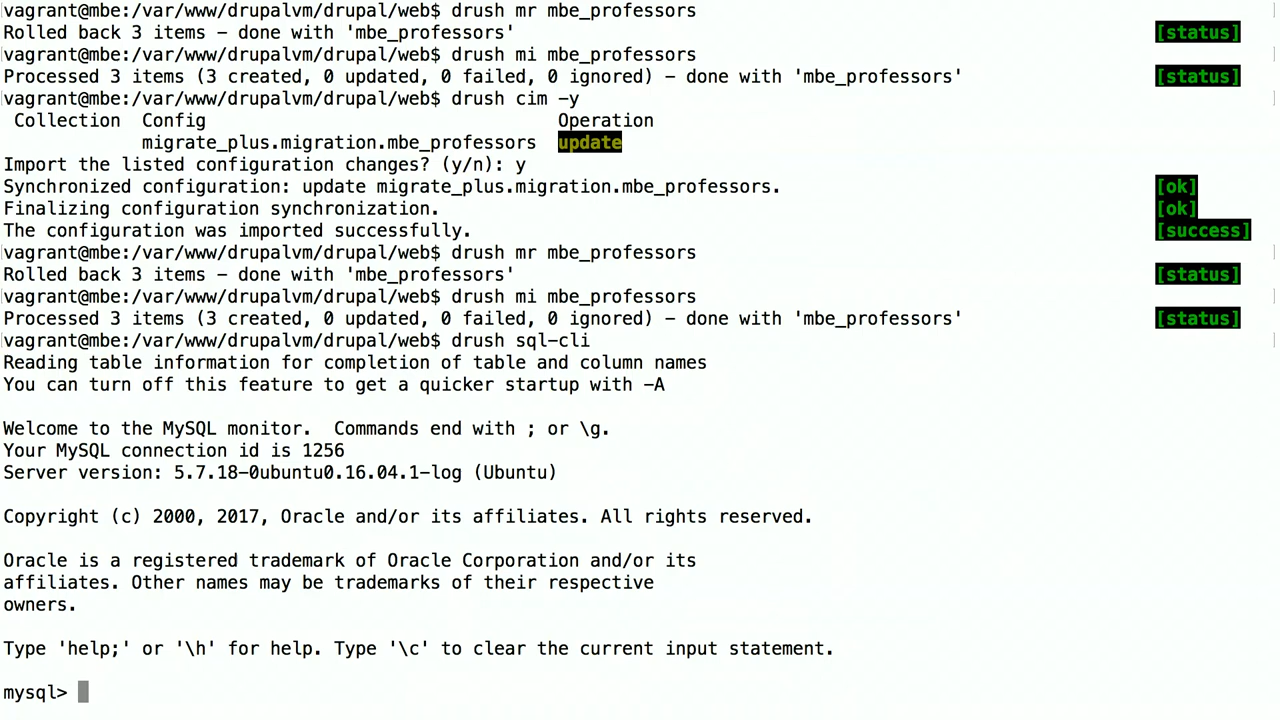 vagrant@mbe:/var/www/drupalvm/drupal/web$ drush mr mbe_professors
Rolled back 3 items - done with 'mbe_professors' [status]
vagrant@mbe:/var/www/drupalvm/drupal/web$ drush mi mbe_professors
Processed 3 items (3 created, 0 updated, 0 failed, 0 ignored) - done with 'mbe_professors' [status]
vagrant@mbe:/var/www/drupalvm/drupal/web$ drush cim -y
Collection Config Operation
migrate_plus.migration.mbe_professors update
Import the listed configuration changes? (y/n): y
Synchronized configuration: update migrate_plus.migration.mbe_professors. [ok]
Finalizing configuration synchronization. [ok]
The configuration was imported successfully. [success]
vagrant@mbe:/var/www/drupalvm/drupal/web$ drush mr mbe_professors
Rolled back 3 items - done with 'mbe_professors' [status]
vagrant@mbe:/var/www/drupalvm/drupal/web$ drush mi mbe_professors
Processed 3 items (3 created, 0 updated, 0 failed, 0 ignored) - done with 'mbe_professors' [status]
vagrant@mbe:/var/www/drupalvm/drupal/web$ drush sql-cli
Reading table information for completion of table and column names
You can turn off this feature to get a quicker startup with -A
Welcome to the MySQL monitor. Commands end with ; or \g.
Your MySQL connection id is 1256
Server version: 5.7.18-0ubuntu0.16.04.1-log (Ubuntu)
Copyright (c) 2000, 2017, Oracle and/or its affiliates. All rights reserved.
Oracle is a registered trademark of Oracle Corporation and/or its
affiliates. Other names may be trademarks of their respective
owners.
Type 'help;' or '\h' for help. Type '\c' to clear the current input statement.
mysql>